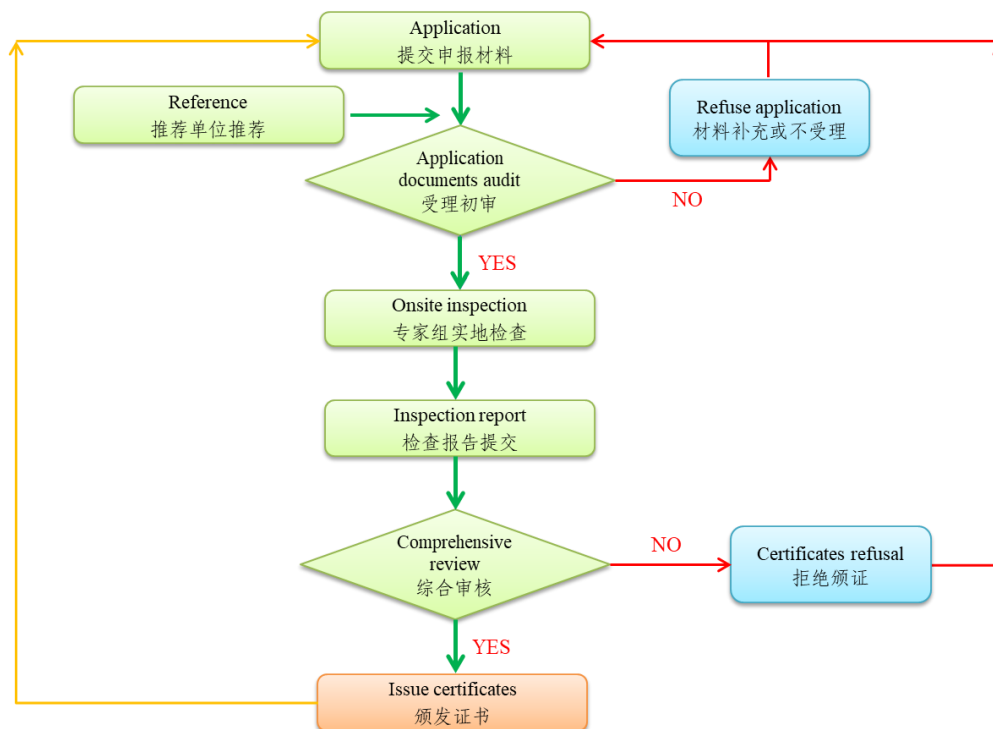 Application
提交申报材料
Reference
推荐单位推荐
Refuse application
材料补充或不受理
Application
documents audit
受理初审
NO
YES
Onsite inspection
专家组实地检查
Inspection report
检查报告提交
Comprehensive
review
综合审核
NO
Certificates refusal
拒绝颁证
YES
Issue certificates
颁发证书